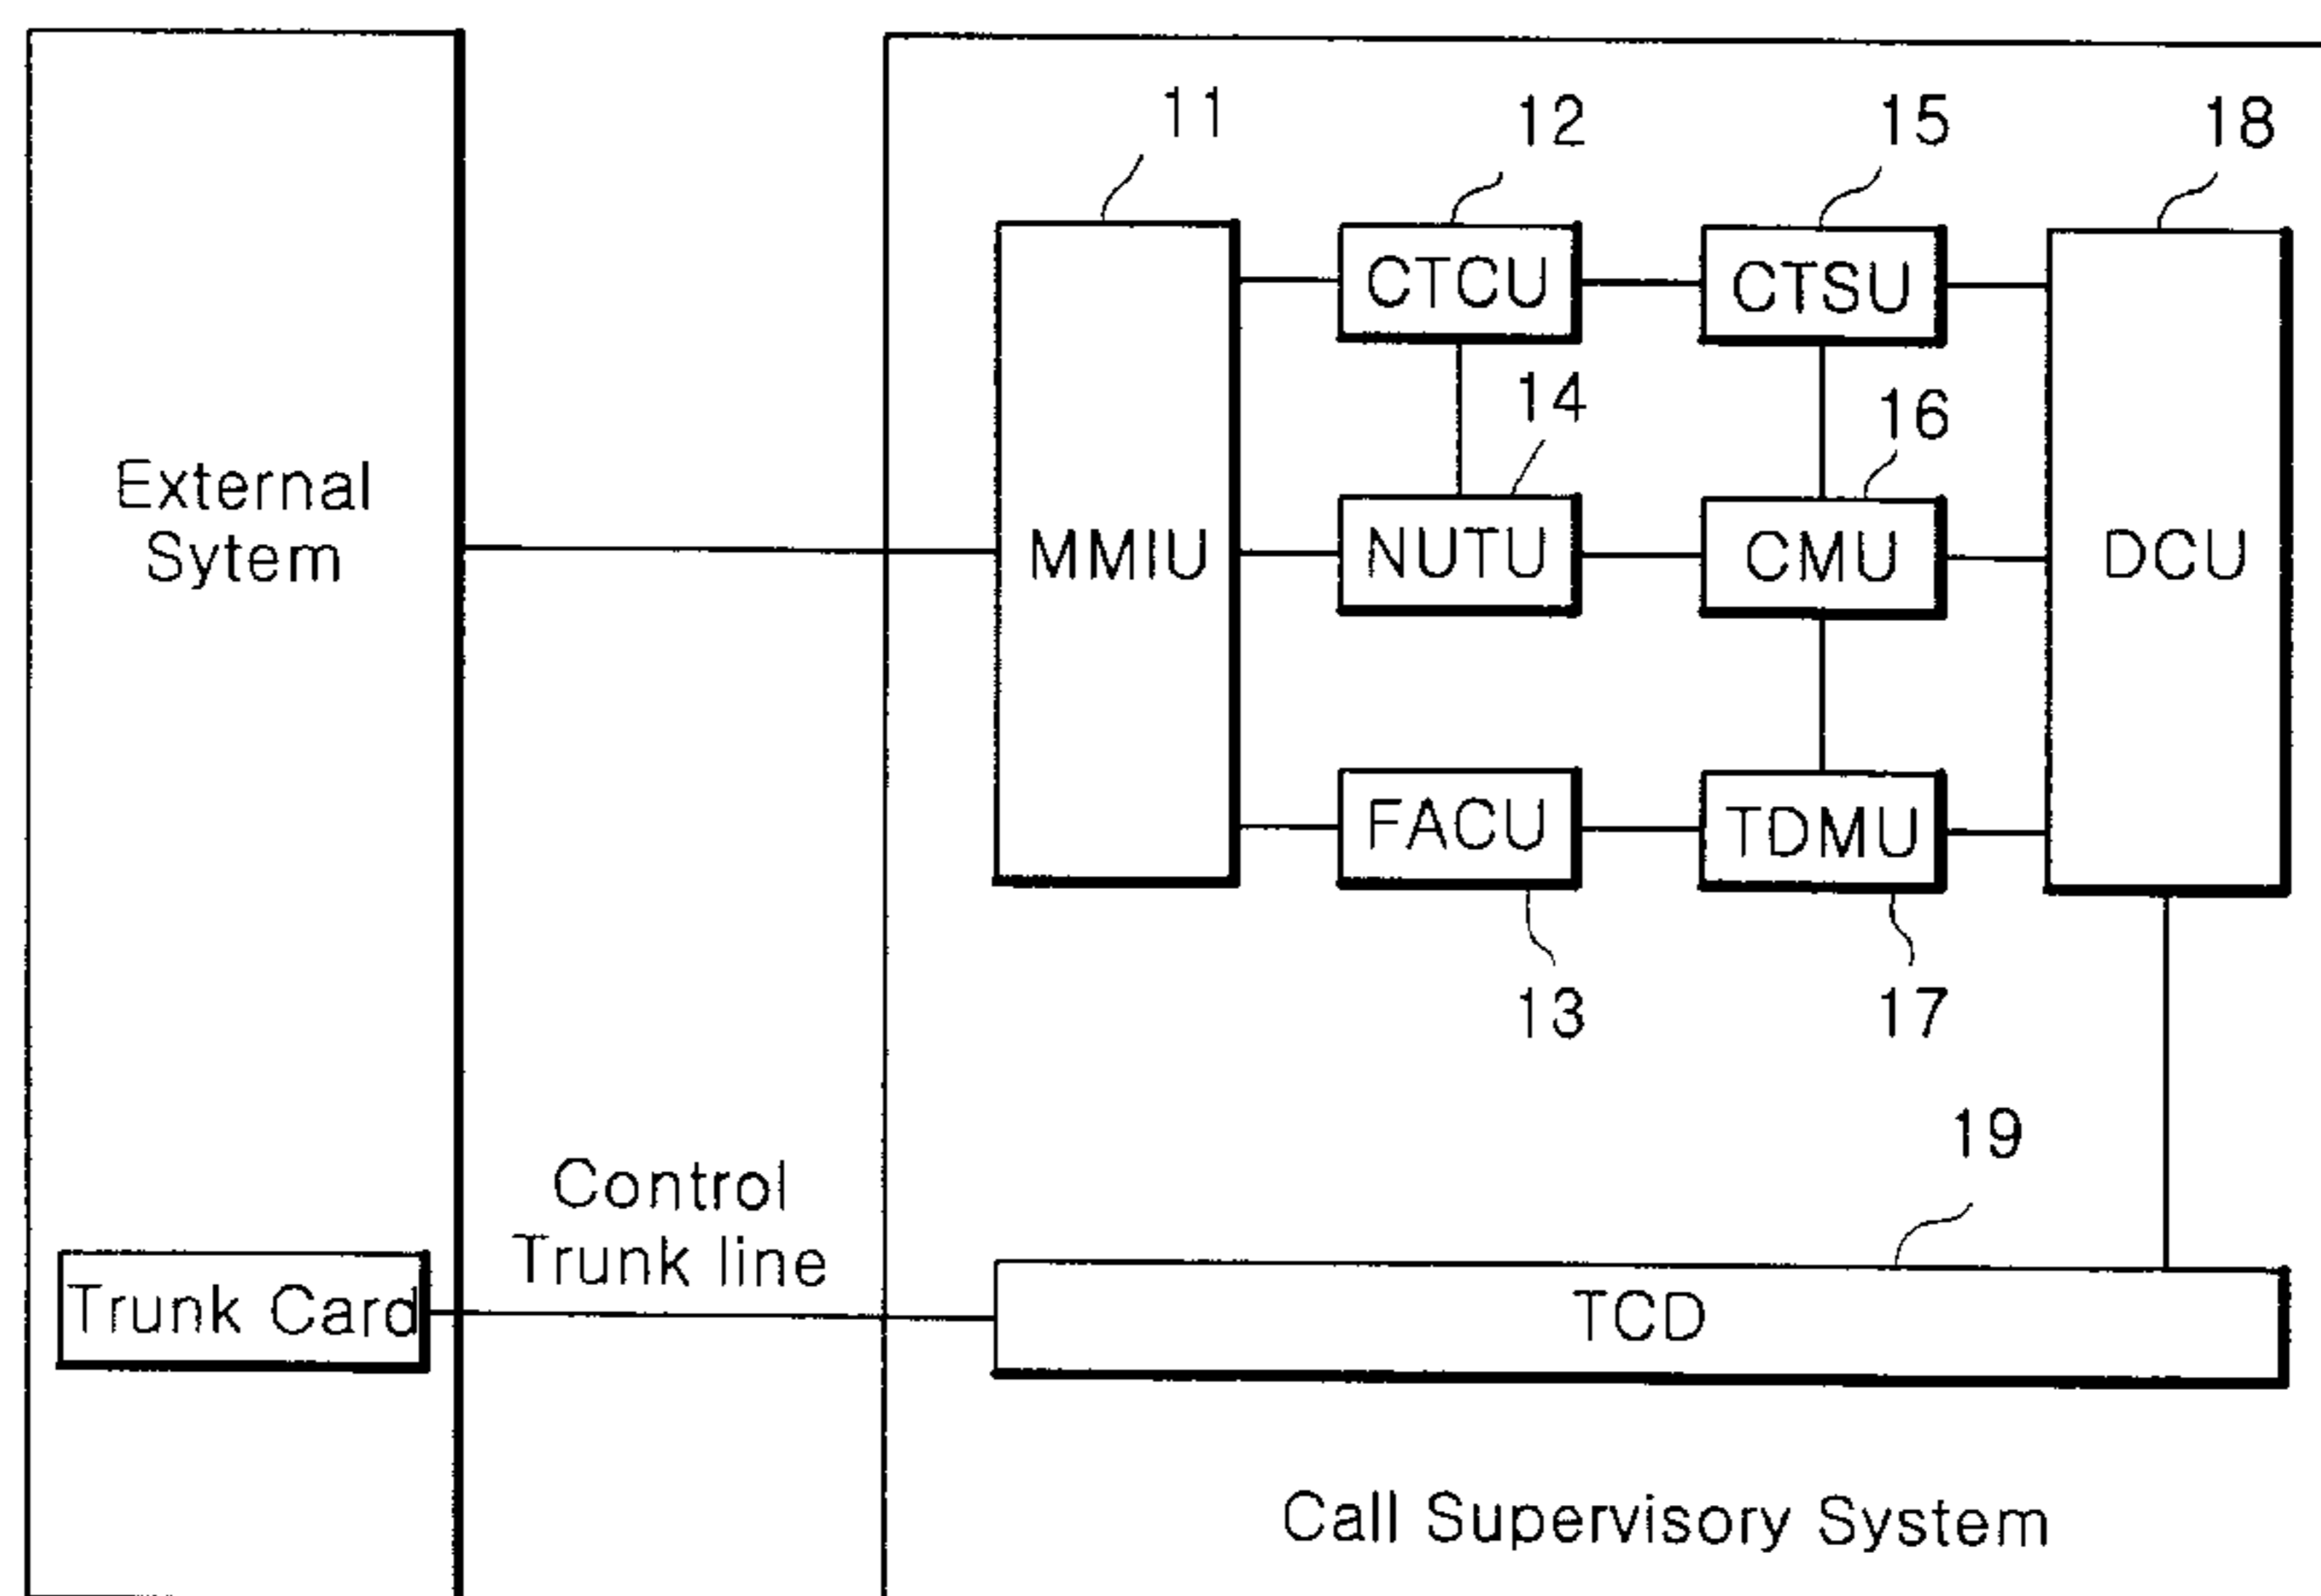 11
12
15
18
CTCU
CTSU
14
16
External
Sytem
MMIU
NUTU
CMU
DCU
FACU
TDMU
13
17
19
Control
Trunk line
Trunk Card
TCD
Call Supervisory System